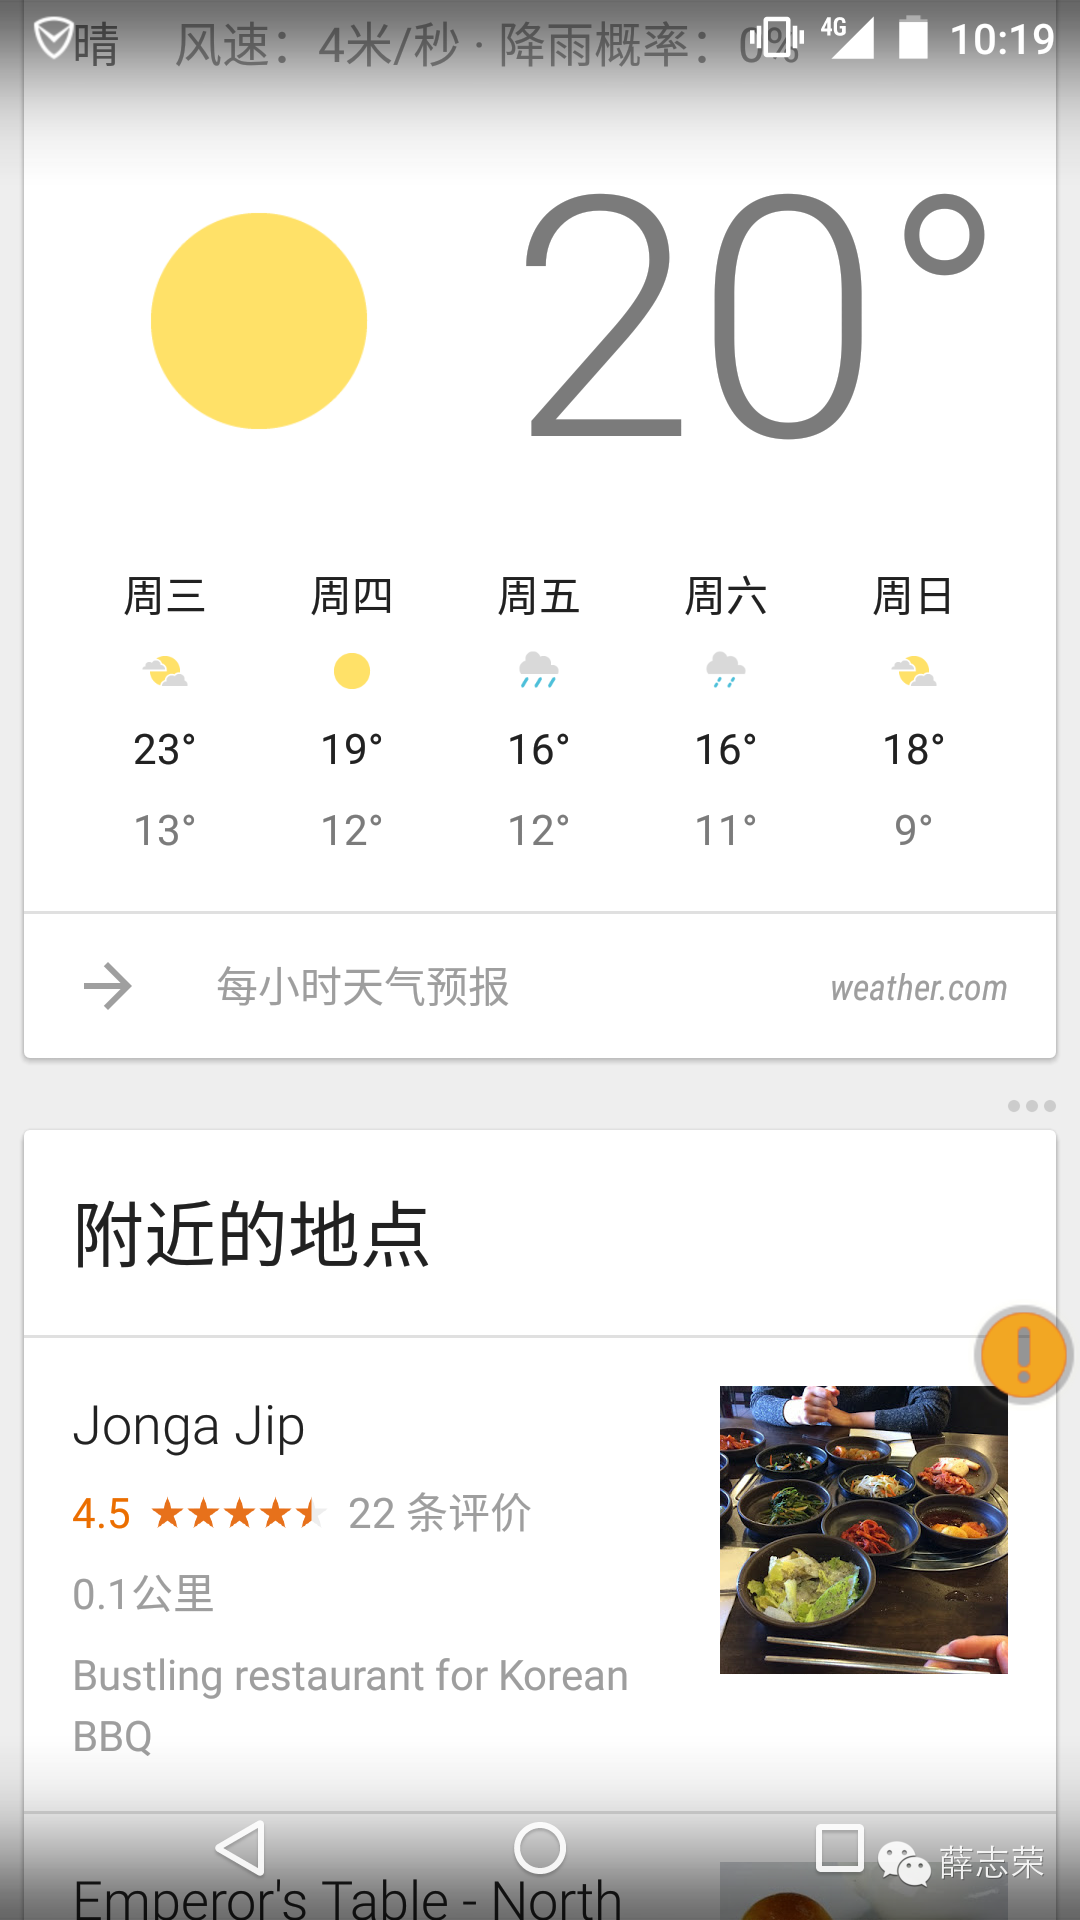 4G 10:19
晴 风速：4米/秒 · 降雨概率：0%
20°
周三 周四 周五 周六 周日
23° 19° 16° 16° 18°
13° 12° 12° 11° 9°
每小时天气预报 weather.com
附近的地点
Jonga Jip
4.5 22 条评价
0.1公里
Bustling restaurant for Korean
BBQ
薛志荣
Emperor's Table - North